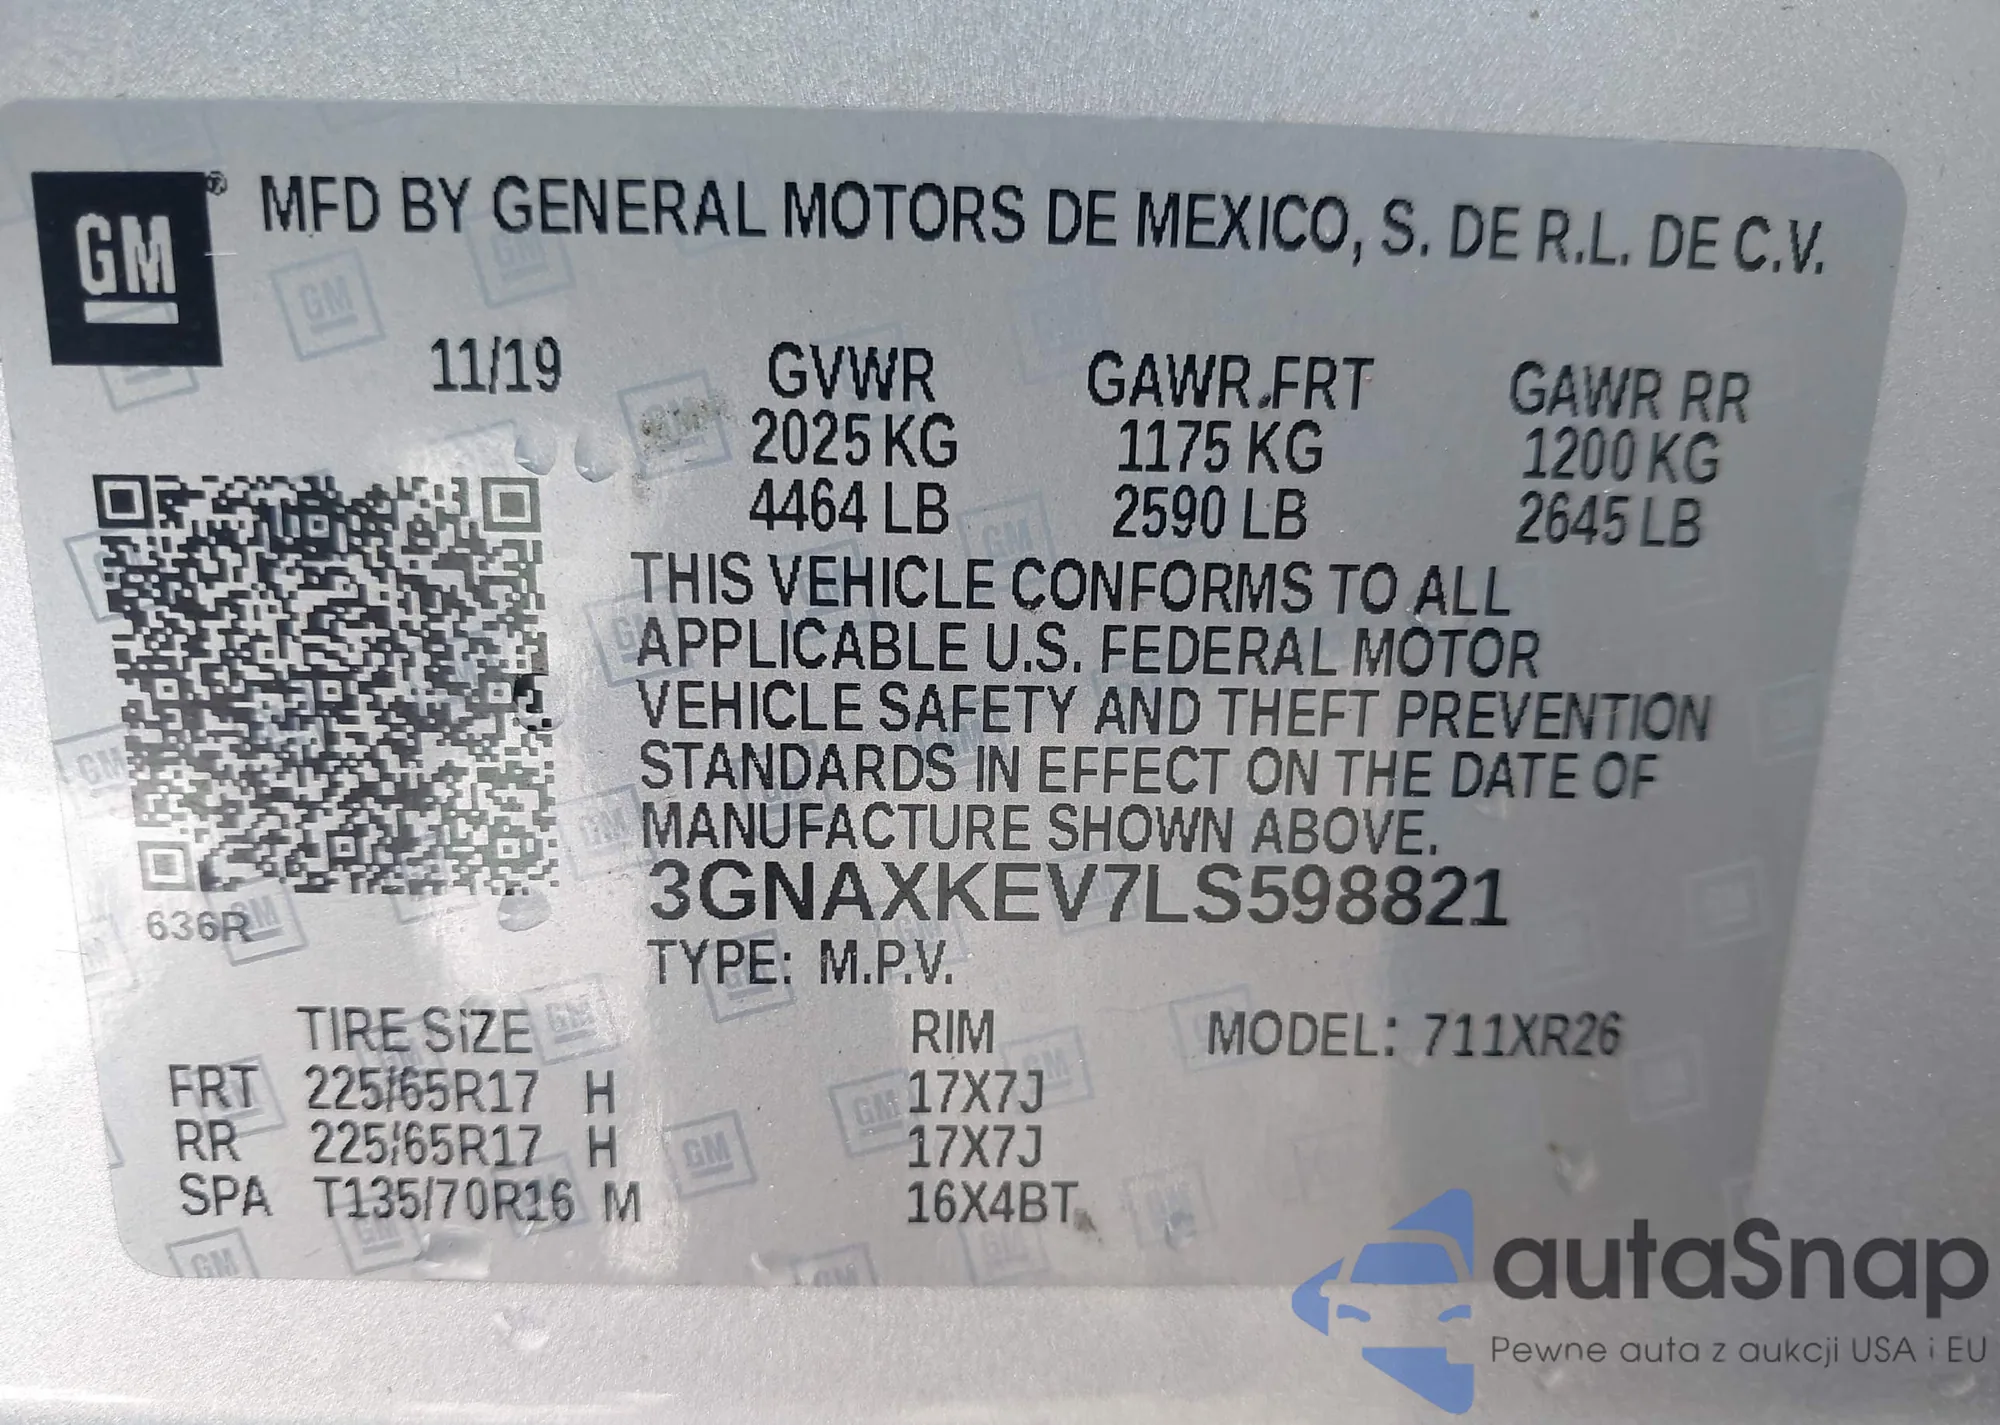 GM® MFD BY GENERAL MOTORS DE MEXICO, S. DE R.L. DE C.V.
11/19 GVWR GAWR FRT GAWR RR
2025 KG 1175 KG 1200 KG
4464 LB 2590 LB 2645 LB
THIS VEHICLE CONFORMS TO ALL
APPLICABLE U.S. FEDERAL MOTOR
VEHICLE SAFETY AND THEFT PREVENTION
STANDARDS IN EFFECT ON THE DATE OF
MANUFACTURE SHOWN ABOVE.
3GNAXKEV7LS598821
636R
TYPE: M.P.V.
TIRE SIZE RIM MODEL: 711XR26
FRT 225/65R17 H 17X7J
RR 225/65R17 H 17X7J
SPA T135/70R16 M 16X4BT
autaSnap
Pewne auta z aukcji USA i EU